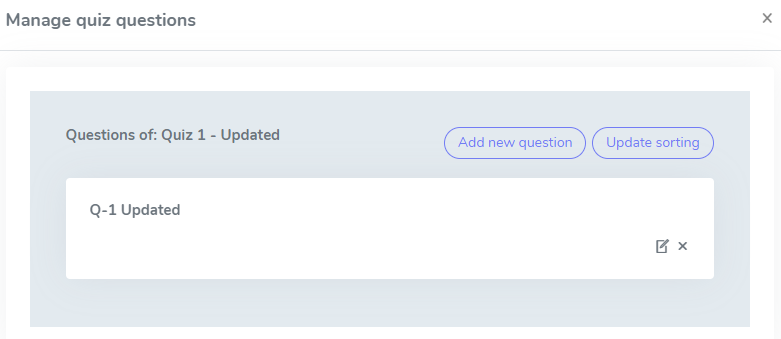 Manage quiz questions
Questions of: Quiz 1 - Updated
Add new question
Update sorting
Q-1 Updated